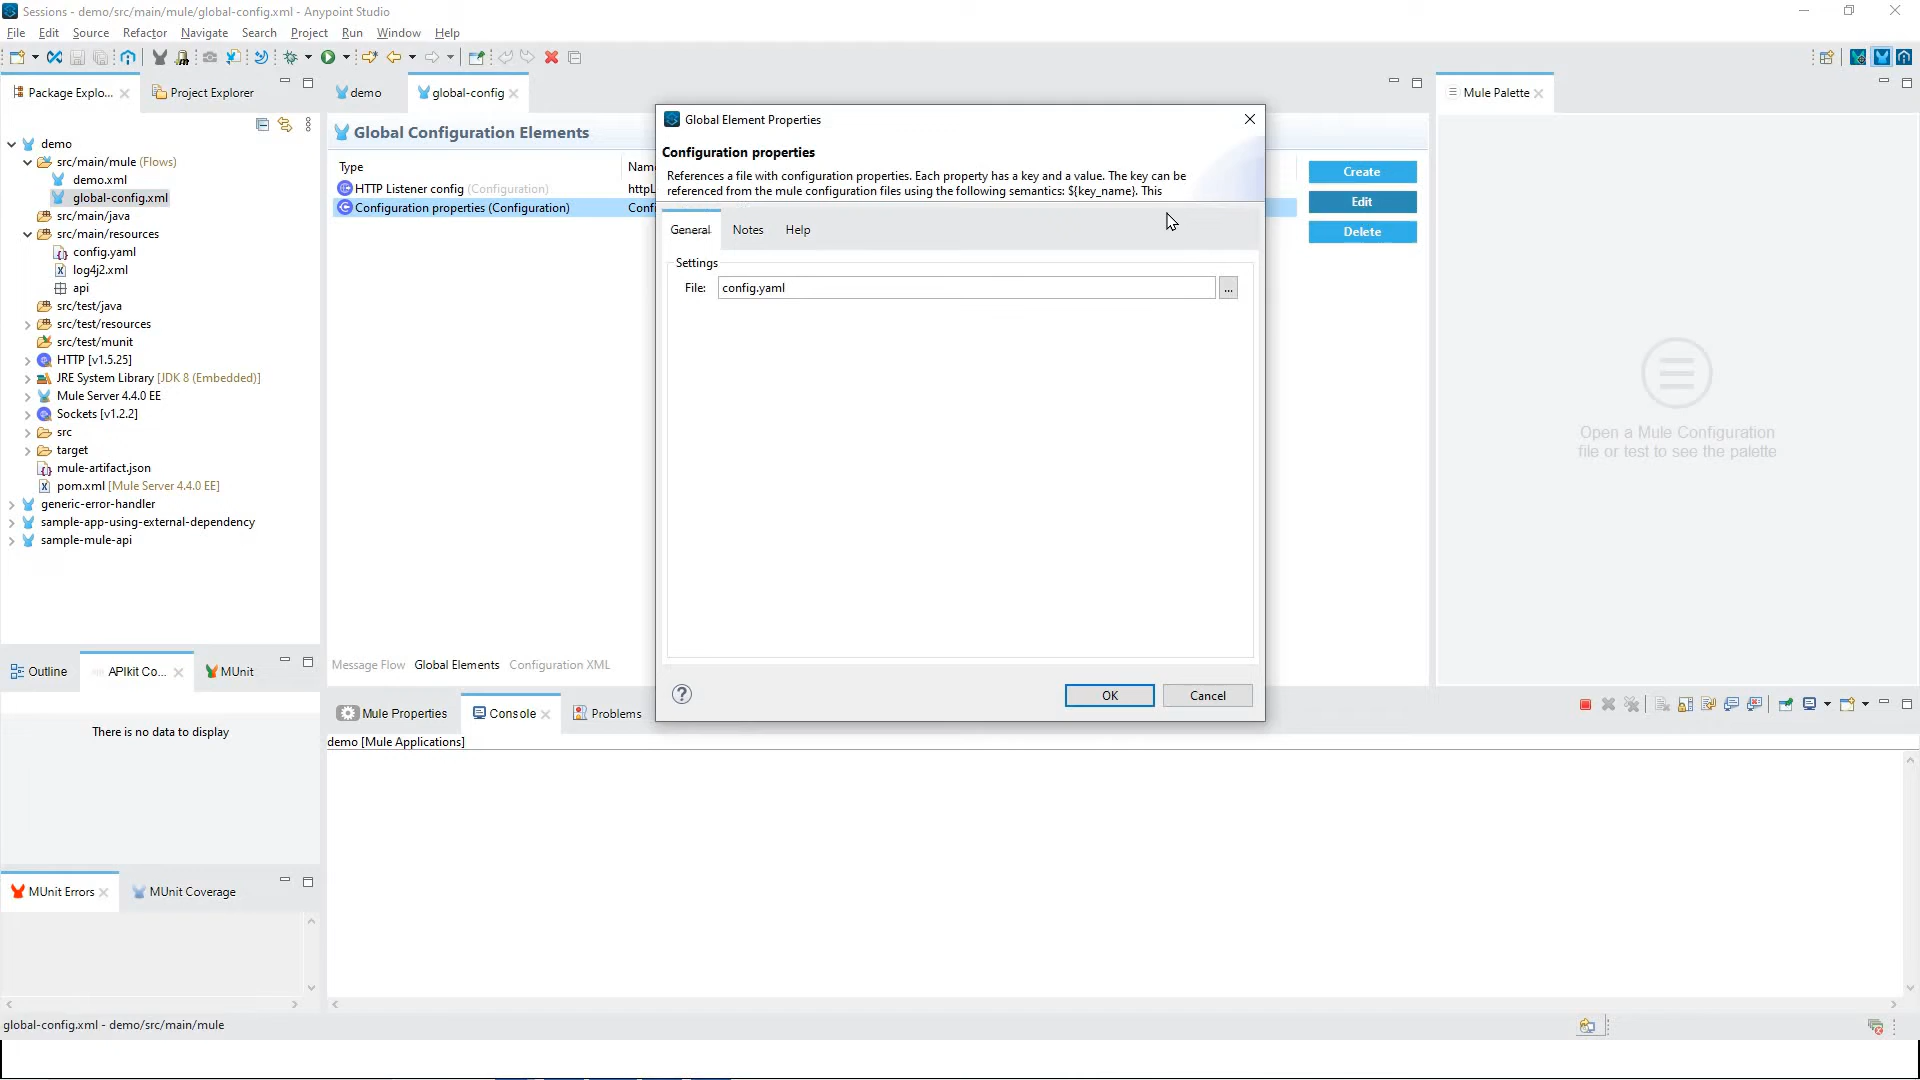 Sessions - demo/src/main/mule/global-config.xml - Anypoint Studio
File Edit Source Refactor Navigate Search Project Run Window Help
Package Explo... Project Explorer demo global-config Mule Palette
demo
src/main/mule (Flows)
demo.xml
global-config.xml
src/main/java
src/main/resources
config.yaml
log4j2.xml
api
src/test/java
src/test/resources
src/test/munit
HTTP [v1.5.25]
JRE System Library [JDK 8 (Embedded)]
Mule Server 4.4.0 EE
Sockets [v1.2.2]
src
target
mule-artifact.json
pom.xml [Mule Server 4.4.0 EE]
generic-error-handler
sample-app-using-external-dependency
sample-mule-api
Global Configuration Elements
Type Nam
HTTP Listener config (Configuration) httpL
Configuration properties (Configuration) Confi
Create
Edit
Delete
Message Flow Global Elements Configuration XML
Global Element Properties
Configuration properties
References a file with configuration properties. Each property has a key and a value. The key can be
referenced from the mule configuration files using the following semantics: ${key_name}. This
General Notes Help
Settings
File: config.yaml ...
? OK Cancel
Open a Mule Configuration
file or test to see the palette
Outline APIkit Co... MUnit
There is no data to display
Mule Properties Console Problems
demo [Mule Applications]
MUnit Errors MUnit Coverage
global-config.xml - demo/src/main/mule